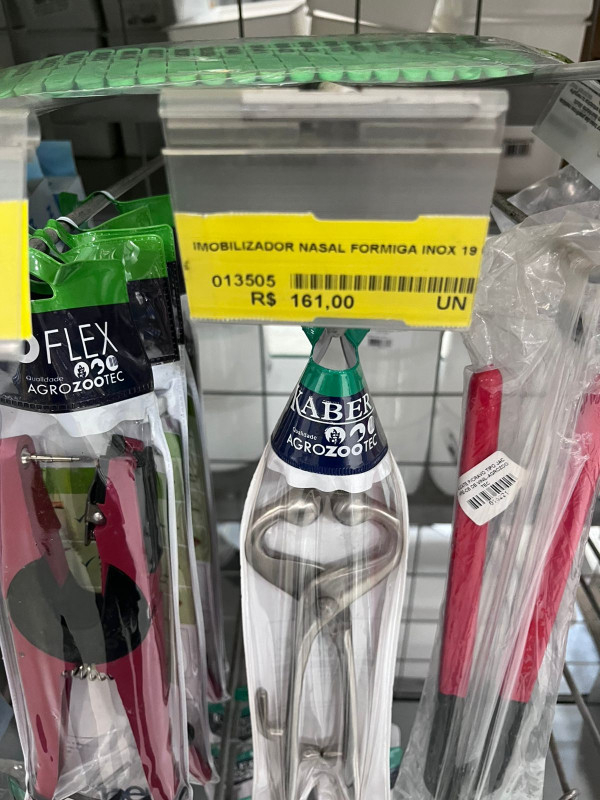 IMOBILIZADOR NASAL FORMIGA INOX 19
013505
R$ 161,00 UN
FLEX
Qualidade
AGROZOOTEC
KABER
Qualidade
AGROZOOTEC